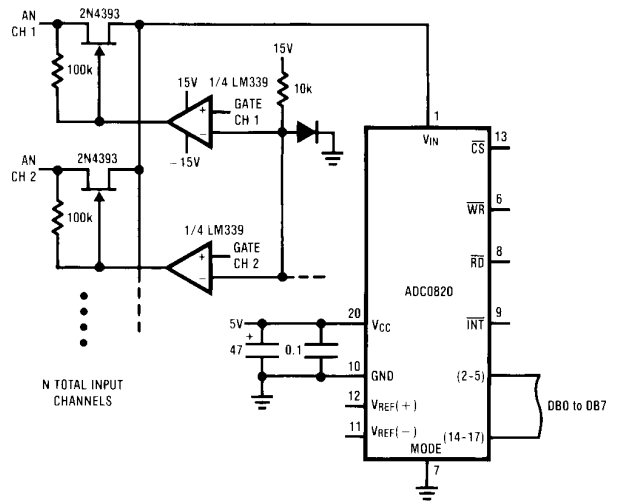 AN
CH 1
2N4393
100k
15V
1/4 LM339
+
−
GATE
CH 1
−15V
15V
10k
AN
CH 2
2N4393
100k
1/4 LM339
+
−
GATE
CH 2
N TOTAL INPUT
CHANNELS
1
VIN
13
CS
6
WR
8
RD
ADC0820
9
INT
5V
20
VCC
+
47
0.1
10
GND
(2-5)
12
VREF(+)
DB0 to DB7
11
VREF(−)
(14-17)
MODE
7